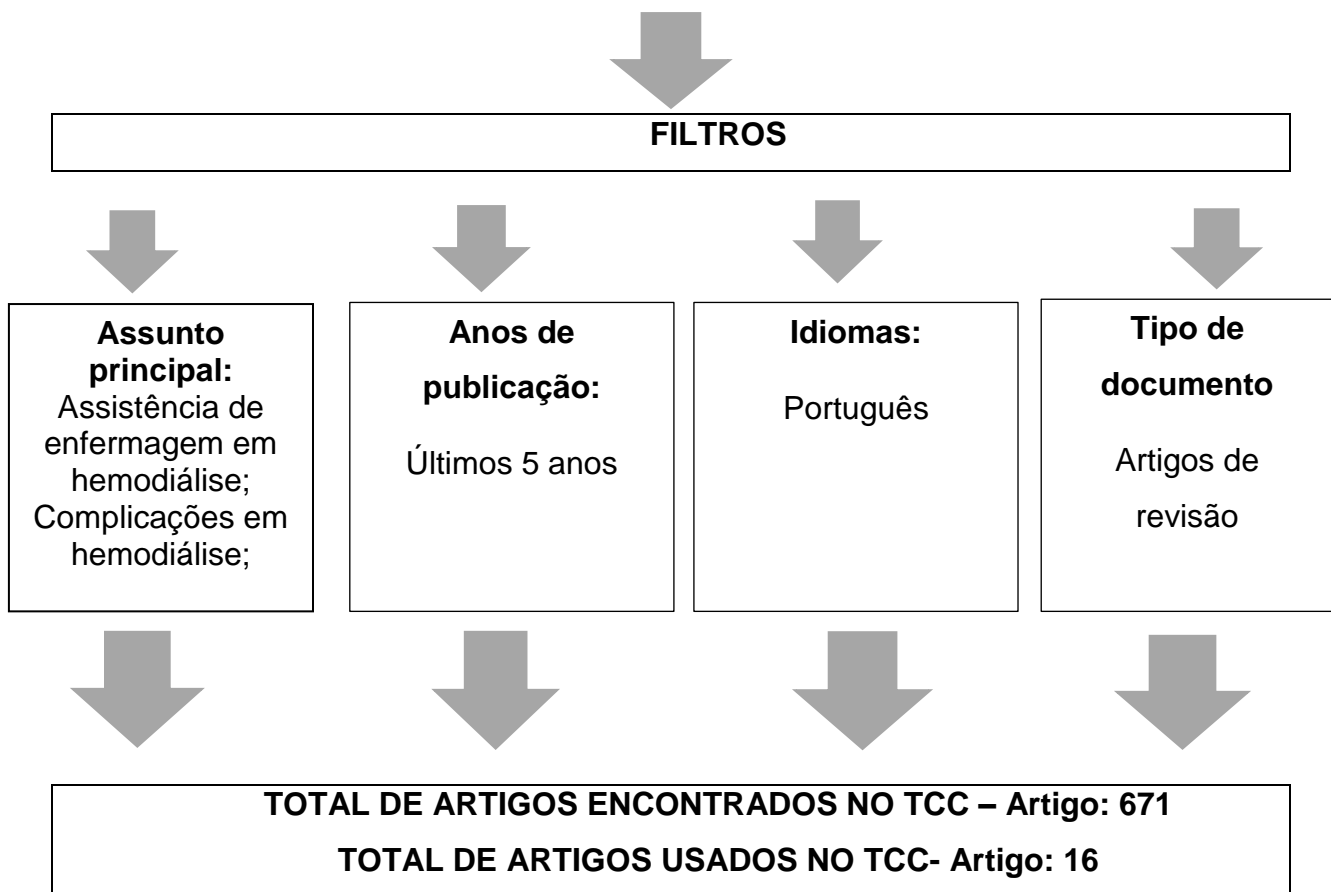 FILTROS
Assunto
principal:
Assistência de
enfermagem em
hemodiálise;
Complicações em
hemodiálise;
Anos de
publicação:
Últimos 5 anos
Idiomas:
Português
Tipo de
documento
Artigos de
revisão
TOTAL DE ARTIGOS ENCONTRADOS NO TCC – Artigo: 671
TOTAL DE ARTIGOS USADOS NO TCC- Artigo: 16